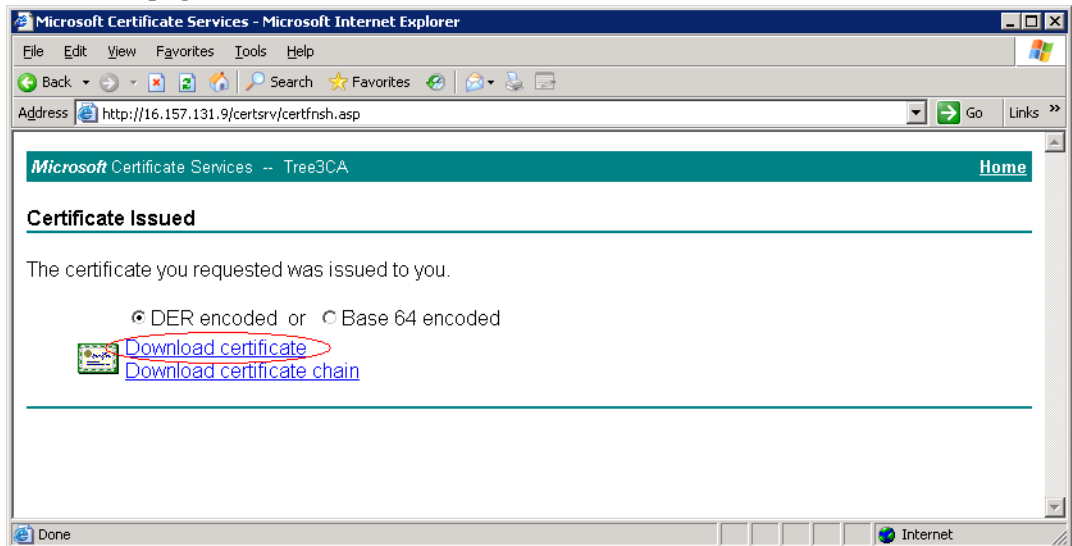 Microsoft Certificate Services - Microsoft Internet Explorer
File Edit View Favorites Tools Help
Back Search Favorites
Address http://16.157.131.9/certsrv/certfnsh.asp Go Links »
Microsoft Certificate Services -- Tree3CA Home
Certificate Issued
The certificate you requested was issued to you.
DER encoded or Base 64 encoded
Download certificate
Download certificate chain
Done Internet